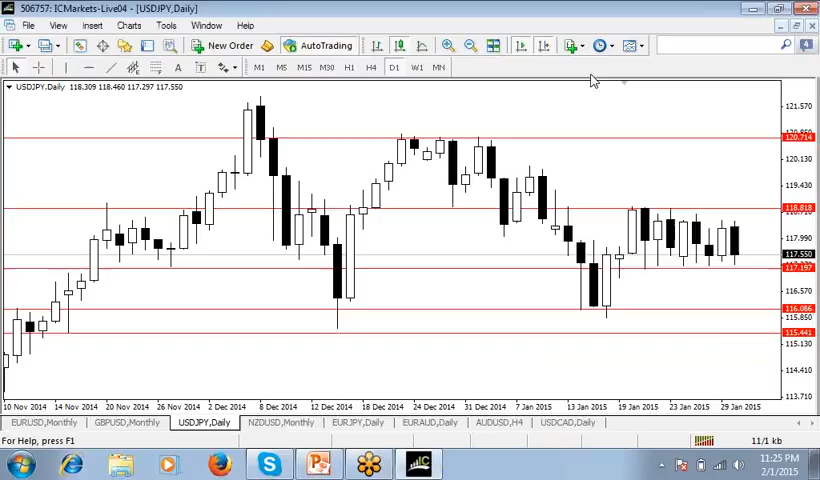 506757: ICMarkets-Live04 - [USDJPY,Daily]
File View Insert Charts Tools Window Help
New Order AutoTrading
A T M1 M5 M15 M30 H1 H4 D1 W1 MN
USDJPY,Daily 118.309 118.460 117.297 117.550
121.570
120.714
120.130
119.430
118.818
117.990
117.550
117.197
116.570
116.086
115.850
115.441
115.130
114.410
113.710
10 Nov 2014 14 Nov 2014 20 Nov 2014 26 Nov 2014 2 Dec 2014 8 Dec 2014 12 Dec 2014 18 Dec 2014 24 Dec 2014 31 Dec 2014 7 Jan 2015 13 Jan 2015 19 Jan 2015 23 Jan 2015 29 Jan 2015
EURUSD,Monthly GBPUSD,Monthly USDJPY,Daily NZDUSD,Monthly EURJPY,Daily EURAUD,Daily AUDUSD,H4 USDCAD,Daily
For Help, press F1 11/1 kb
11:25 PM
2/1/2015